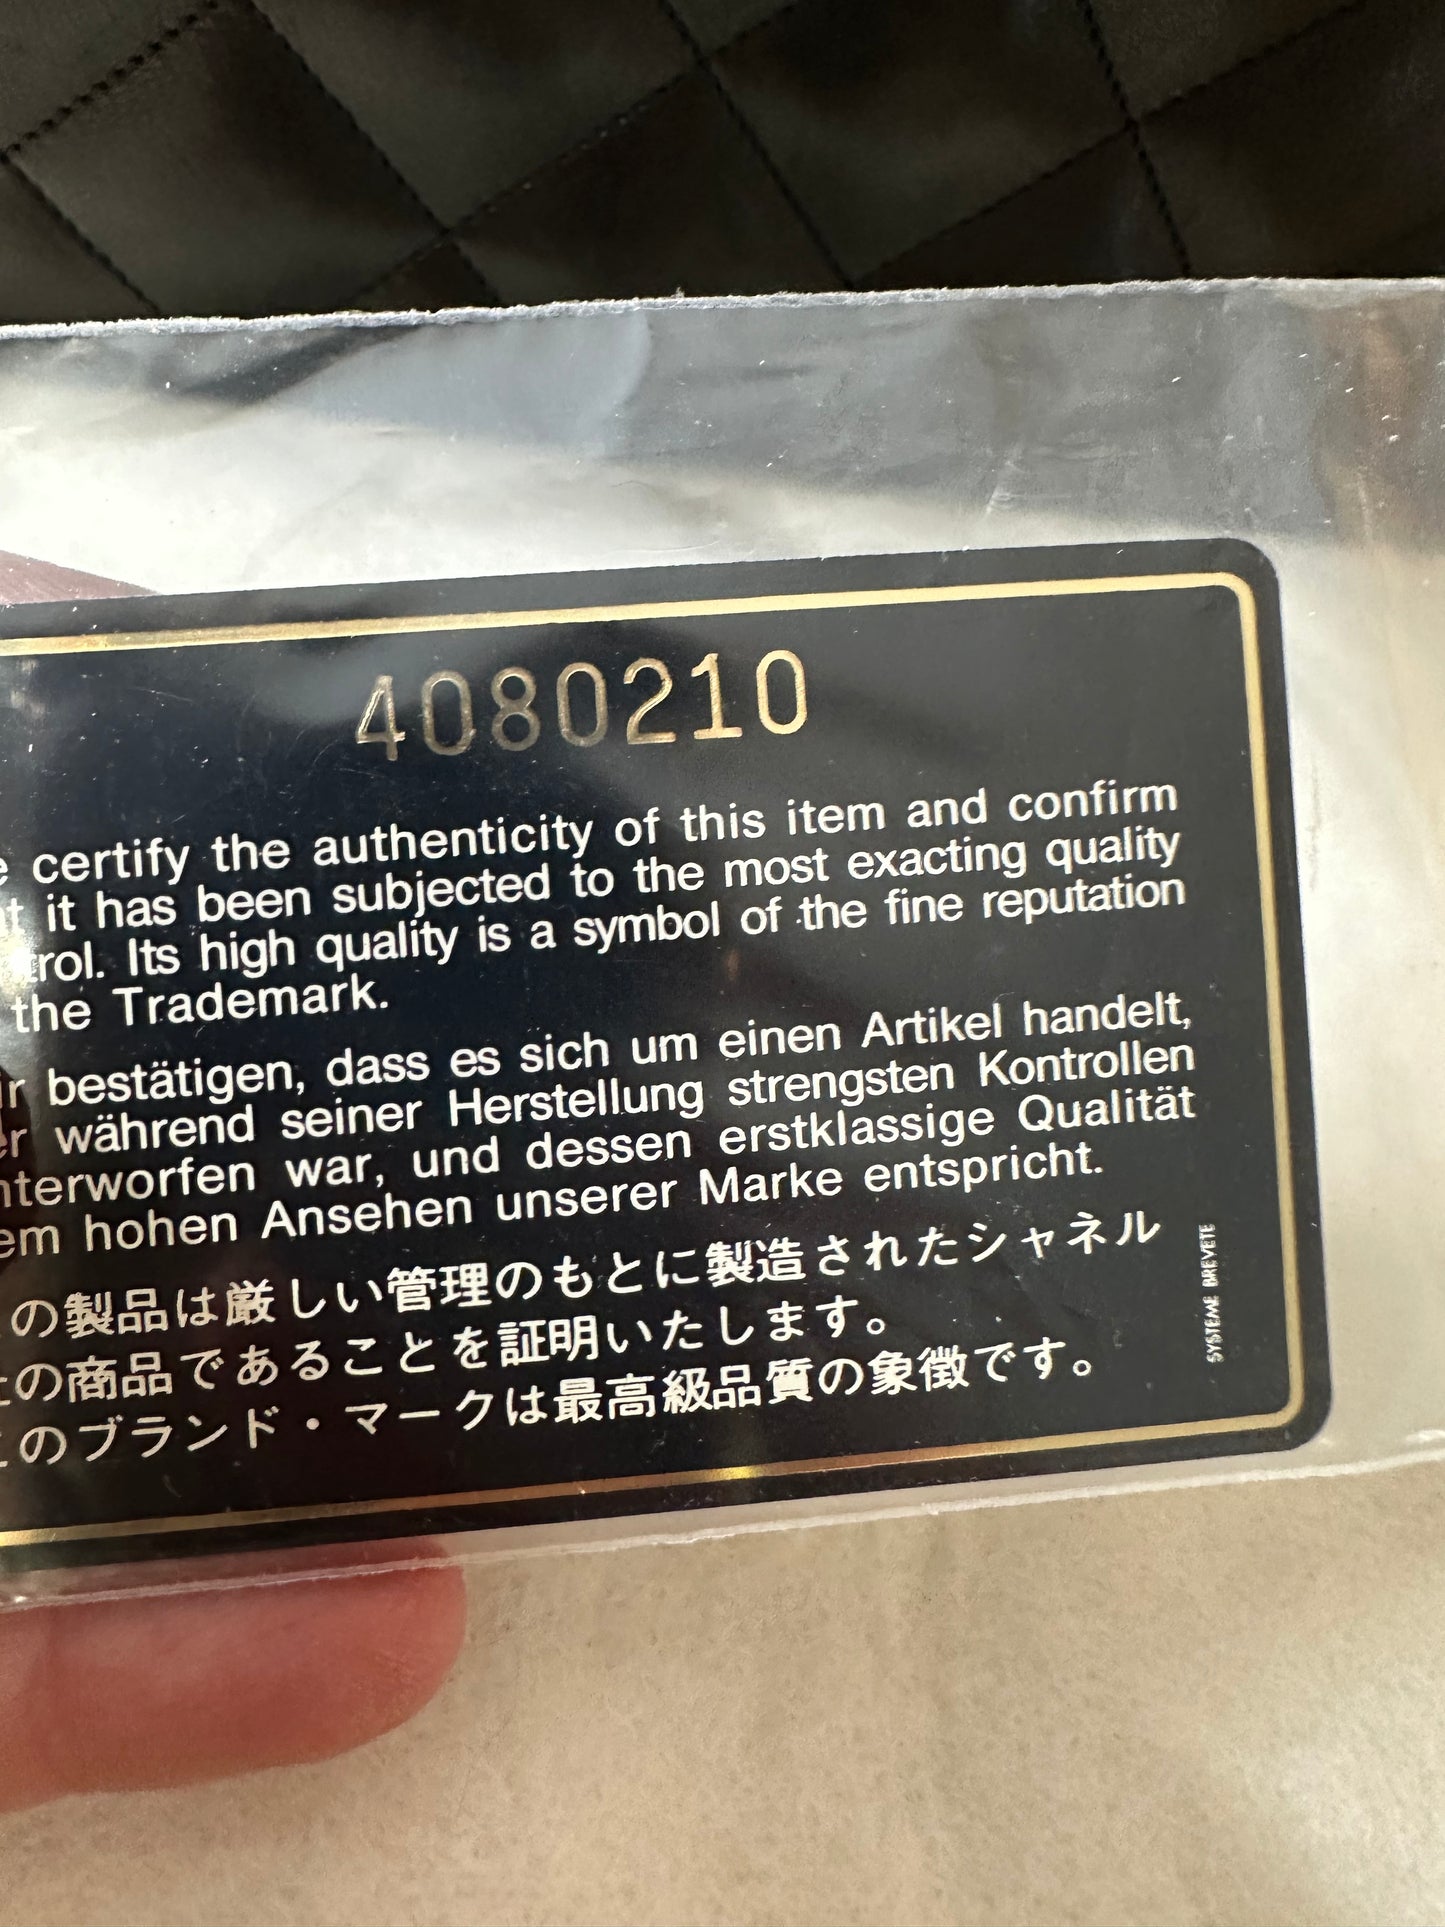 4080210
certify the authenticity of this item and confirm
it has been subjected to the most exacting quality
Its high quality is a symbol of the fine reputation
the Trademark.
bestätigen, dass es sich um einen Artikel handelt,
während seiner Herstellung strengsten Kontrollen
nterworfen war, und dessen erstklassige Qualität
em hohen Ansehen unserer Marke entspricht.
の製品は厳しい管理のもとに製造されたシャネル
の商品であることを証明いたします。
のブランド・マークは最高級品質の象徴です。
SYSTEME BREVETE